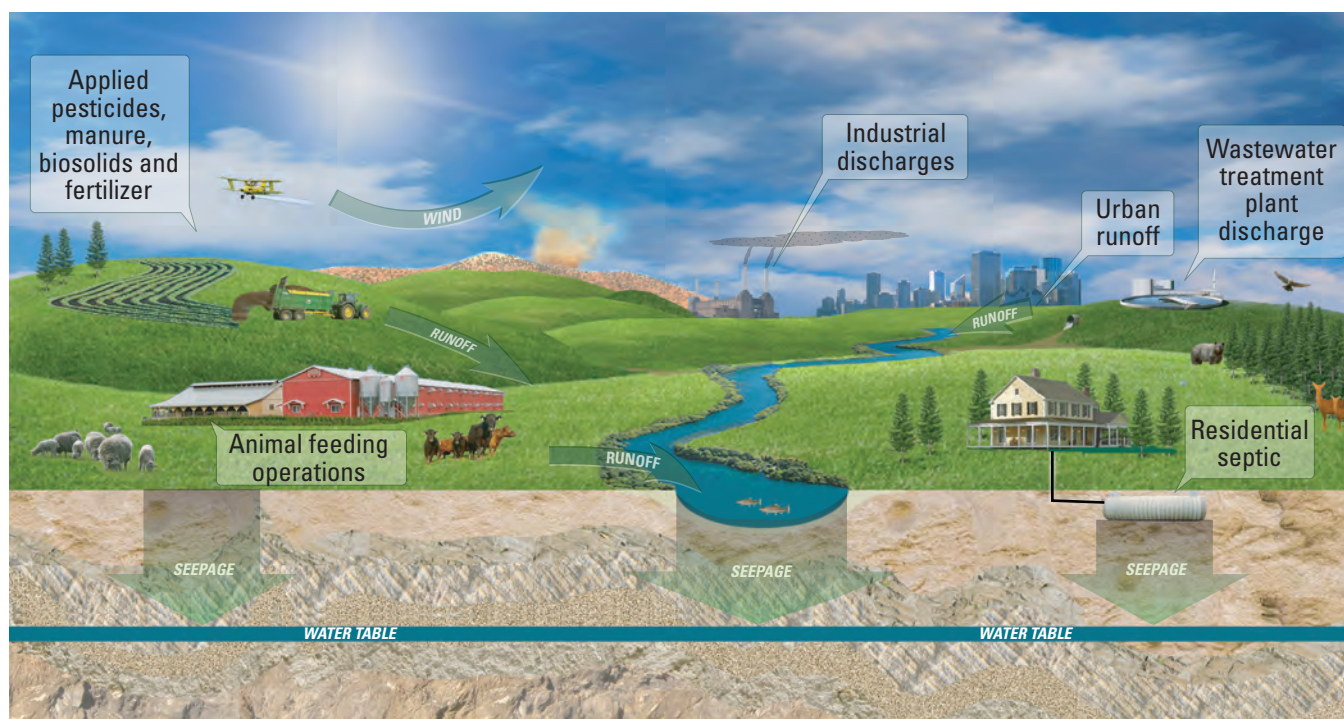 Applied
pesticides,
manure,
biosolids and
fertilizer
WIND
Industrial
discharges
Urban
runoff
Wastewater
treatment
plant
discharge
RUNOFF
RUNOFF
Animal feeding
operations
RUNOFF
Residential
septic
SEEPAGE
SEEPAGE
SEEPAGE
WATER TABLE
WATER TABLE